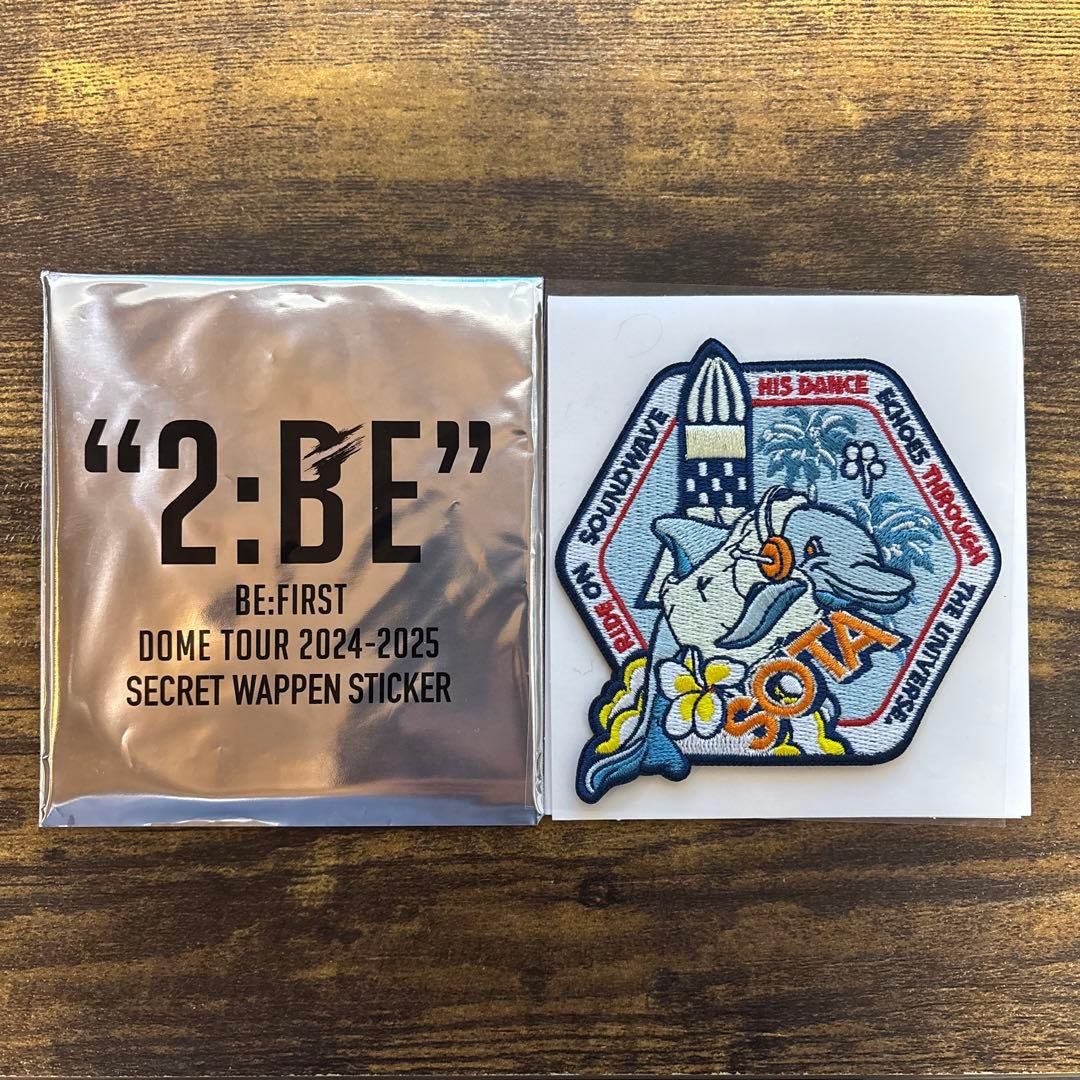 “2:BE”
BE:FIRST
DOME TOUR 2024-2025
SECRET WAPPEN STICKER
RIDE ON SOUNDWAVE
HIS DANCE ECHOES THROUGH THE UNIVERSE.
SOTA